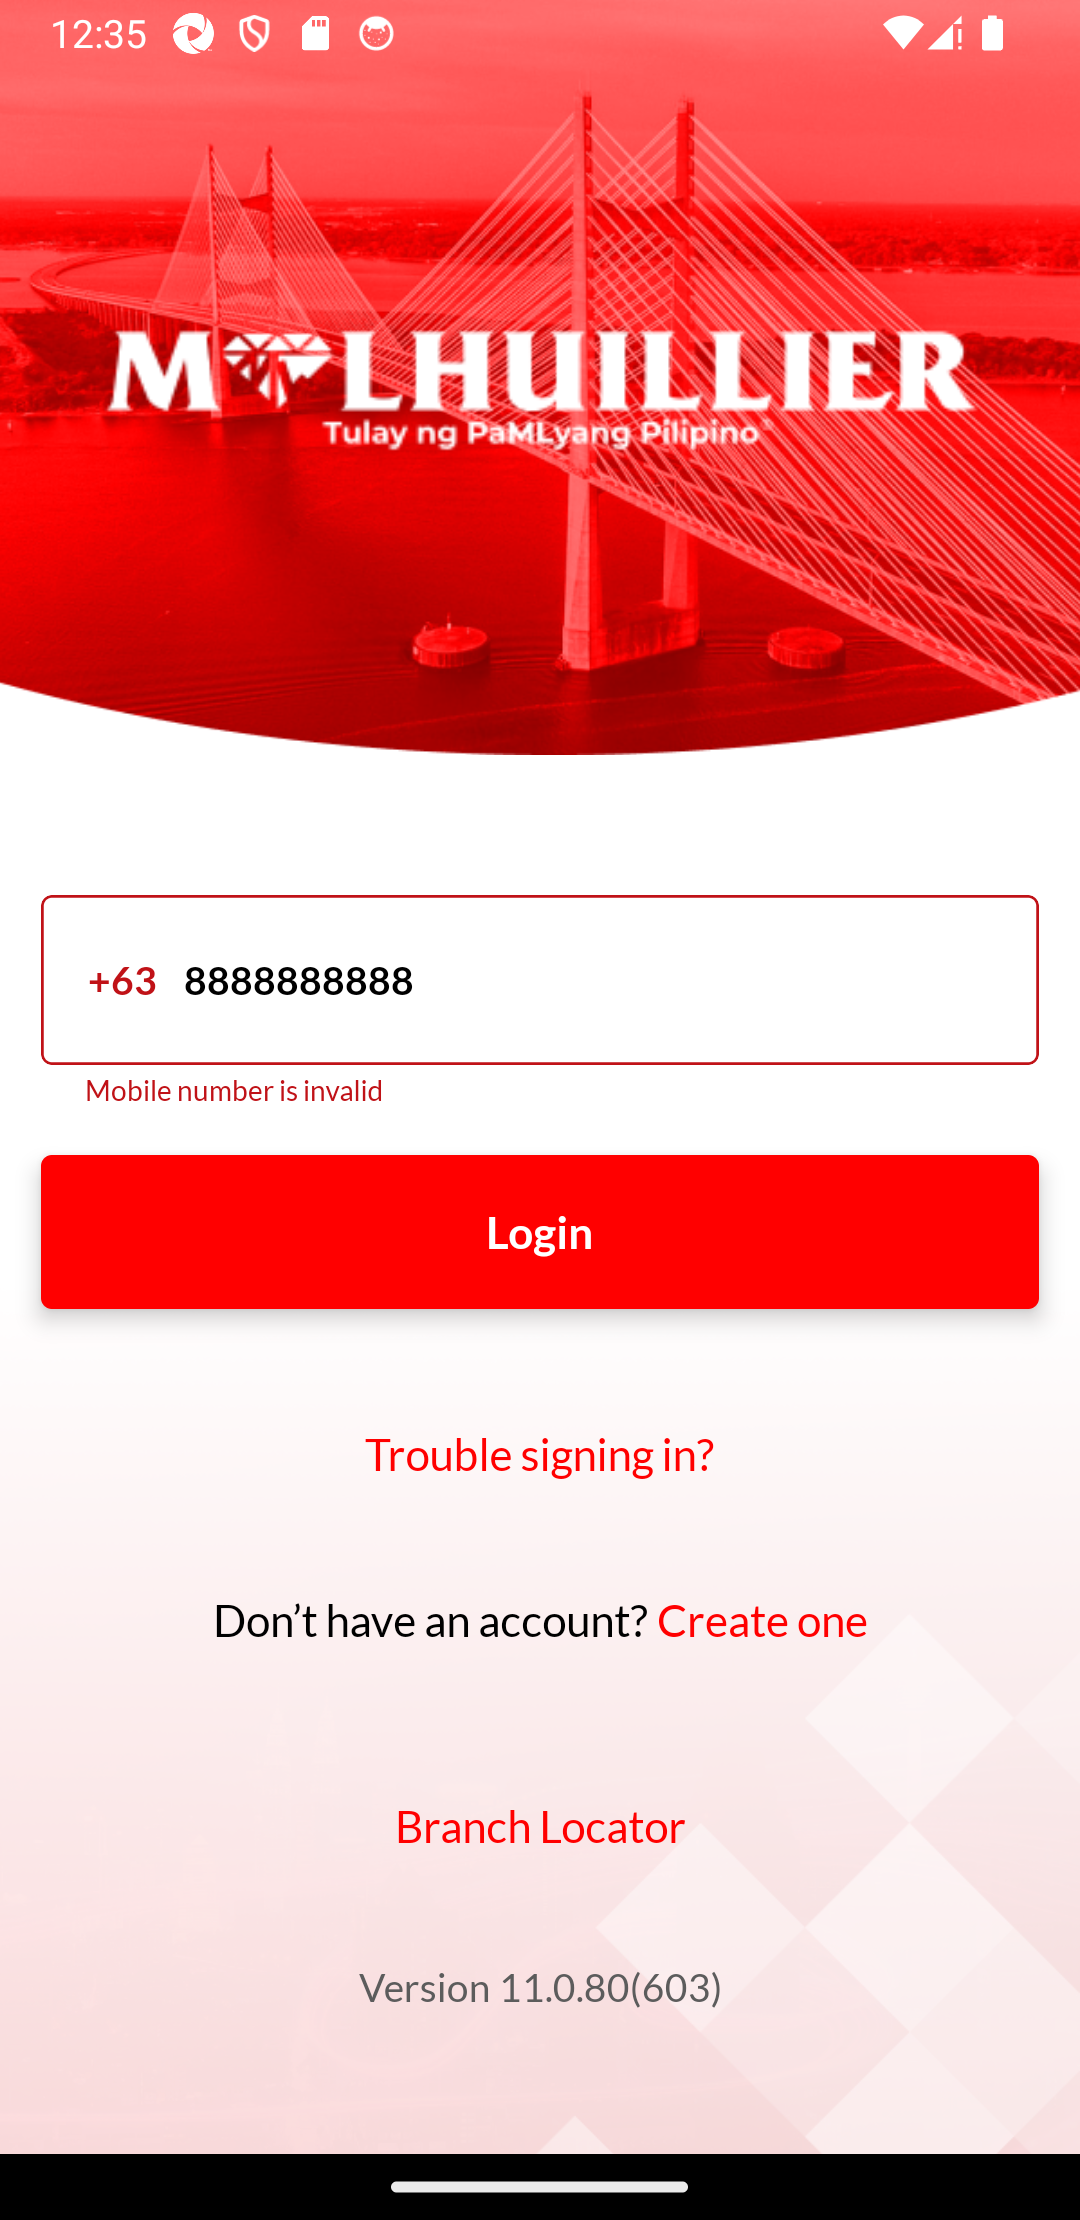 12:35
M LHUILLIER
Tulay ng PaMLyang Pilipino
+63 8888888888
Mobile number is invalid
Login
Trouble signing in?
Don’t have an account? Create one
Branch Locator
Version 11.0.80(603)